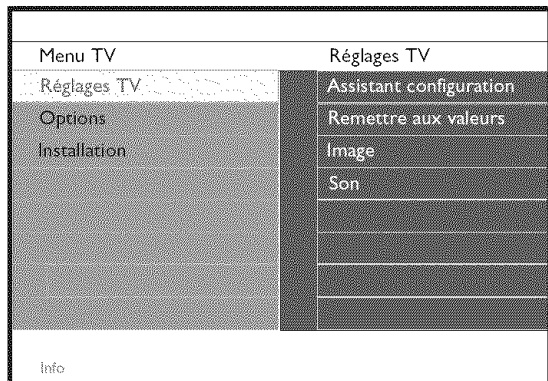 Menu TV
Réglages TV
Réglages TV
Assistant configuration
Options
Remettre aux valeurs
Installation
Image
Son
Info